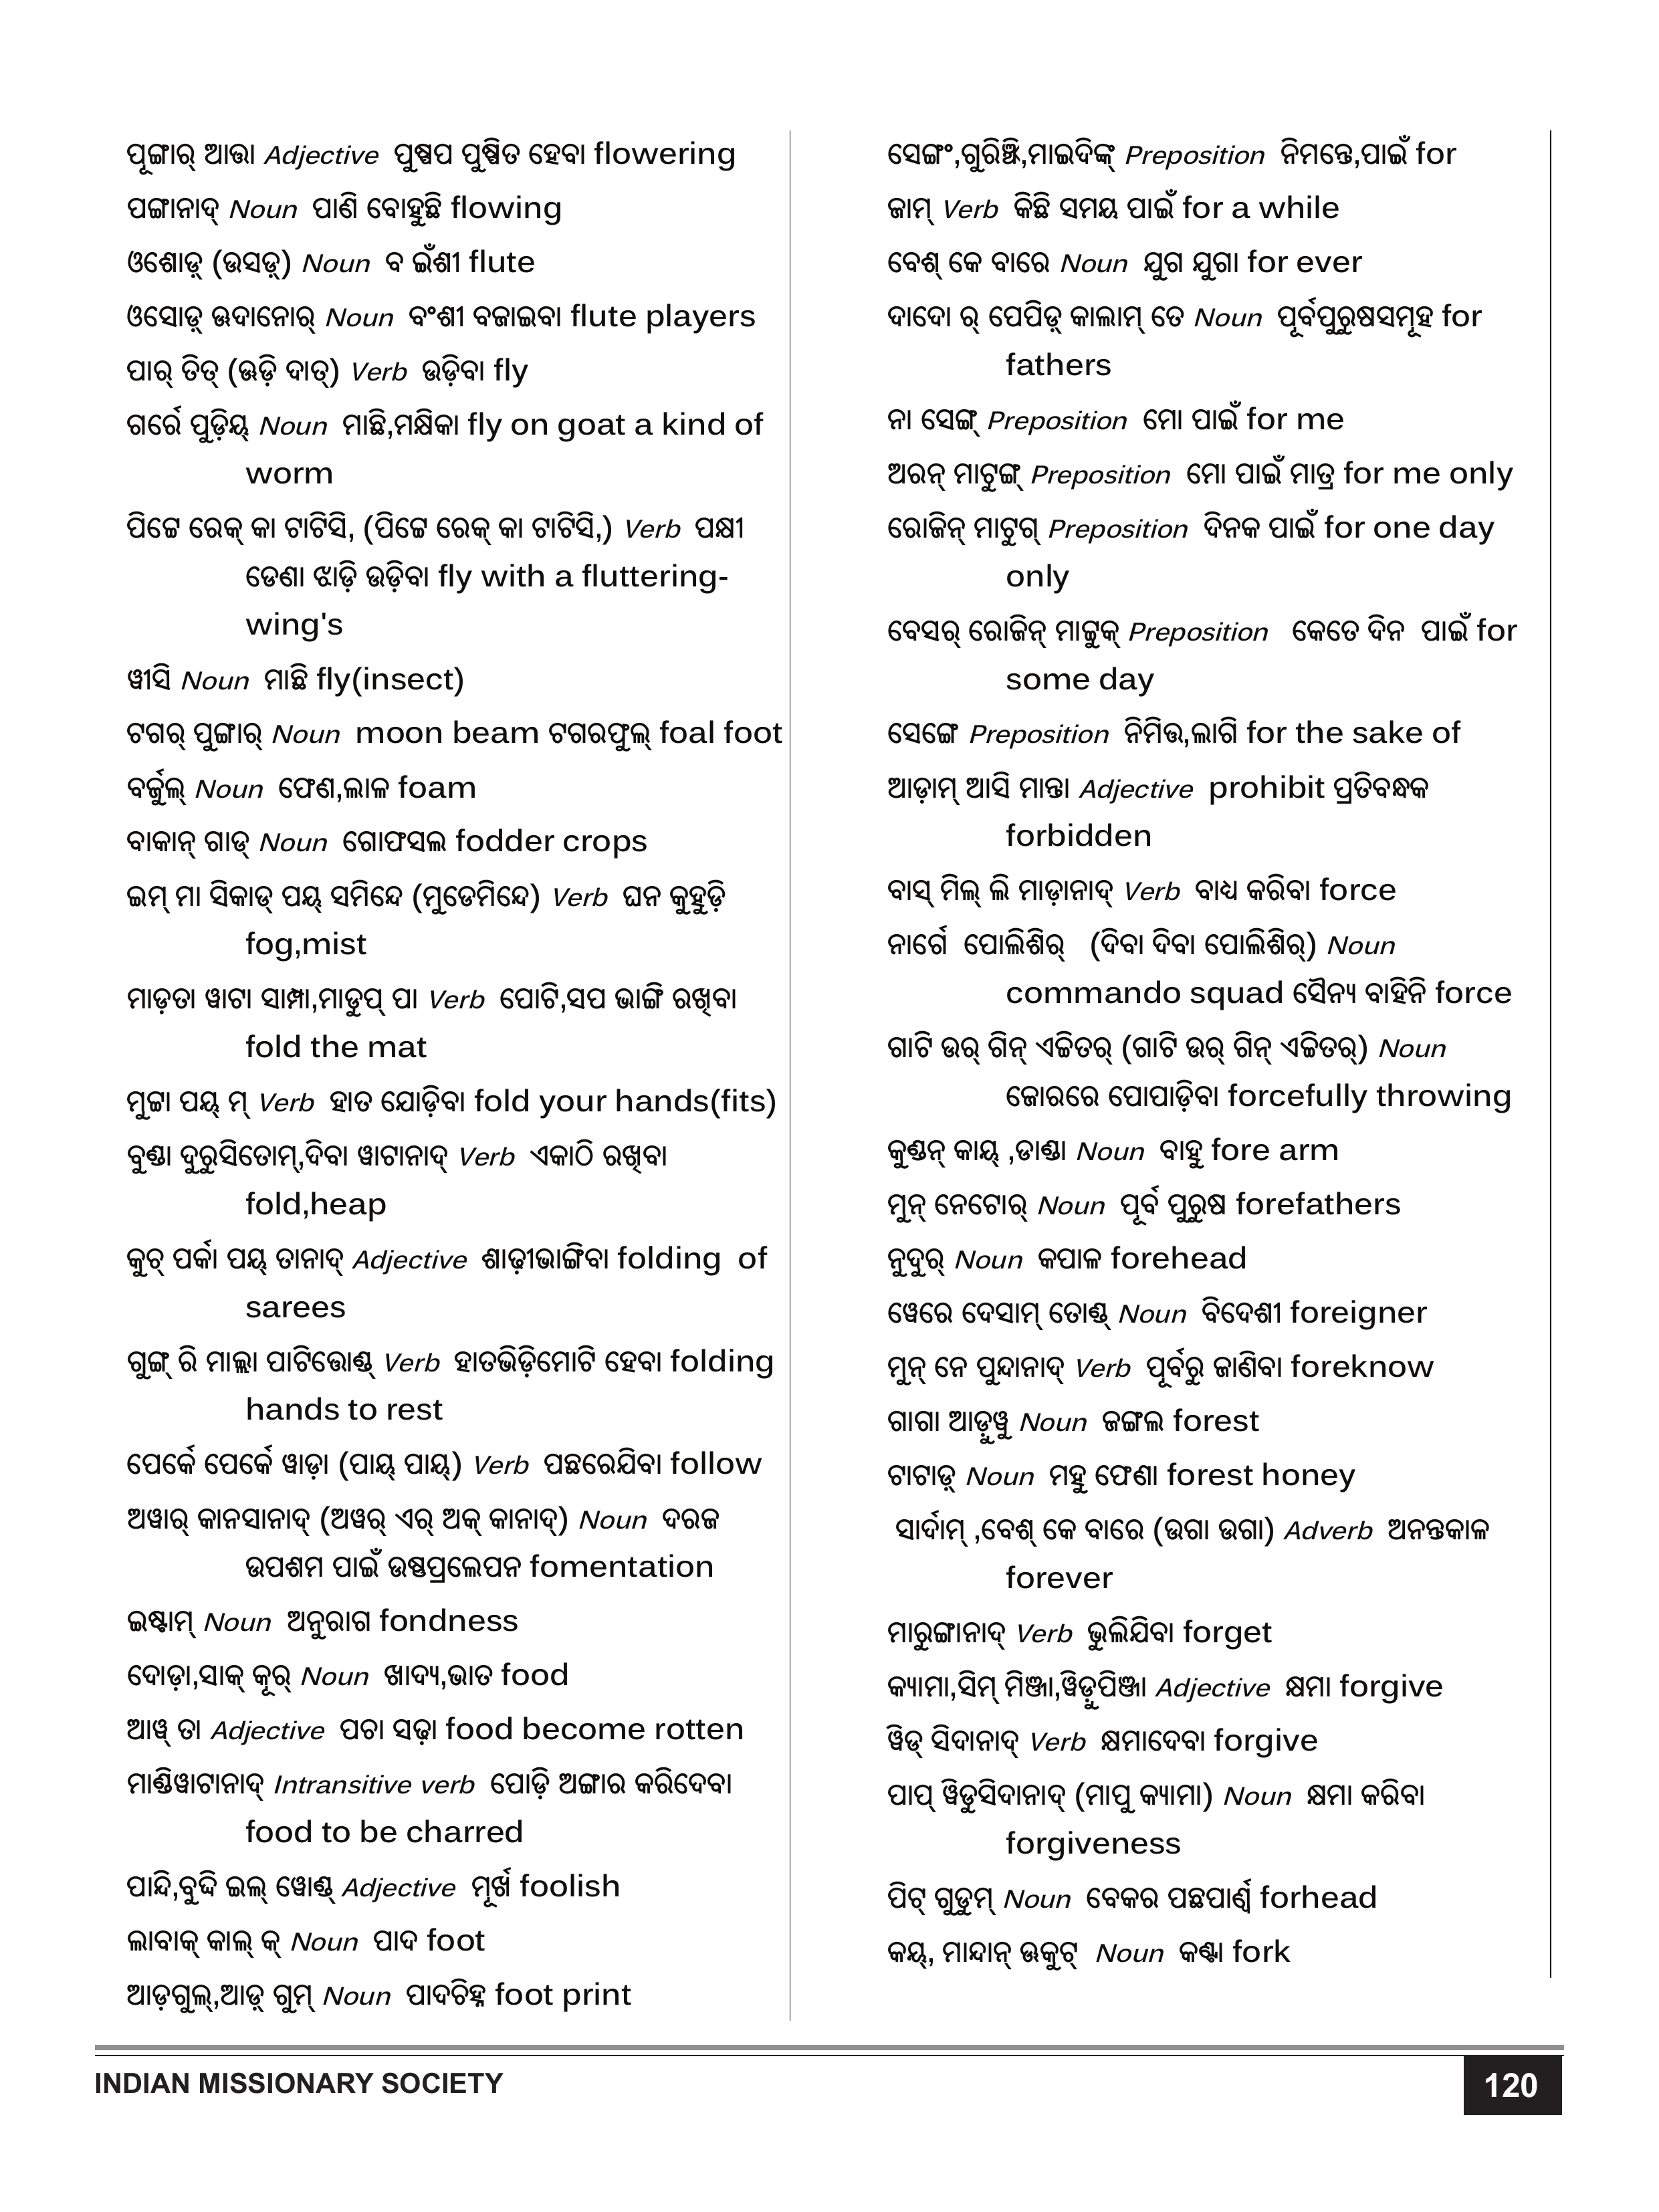 ପୂଙ୍ଗାର୍ ଆତ୍ତା Adjective ପୁଷ୍ପପ ପୁଷ୍ପିତ ହେବା flowering
ପଙ୍ଗାନାଦ୍ Noun ପାଣି ବୋହୁଛି flowing
ଓଶୋଡ଼୍ (ଉସଡ଼୍) Noun ବ ଇଁଶୀ flute
ଓସୋଡ଼୍ ଊଦାନୋର୍ Noun ବଂଶୀ ବଜାଇବା flute players
ପାର୍ ତିତ୍ (ଊଡ଼ି ଦାତ୍) Verb ଉଡ଼ିବା fly
ଗର୍ରେ ପୁଡ଼ିୟ୍ Noun ମାଛି,ମକ୍ଷିକା fly on goat a kind of
worm
ପିଟ୍ଟେ ରେକ୍ କା ଟାଟିସି, (ପିଟ୍ଟେ ରେକ୍ କା ଟାଟିସି,) Verb ପକ୍ଷୀ
ଡେଣା ଝାଡ଼ି ଉଡ଼ିବା fly with a fluttering-
wing's
ୱୀସି Noun ମାଛି fly(insect)
ଟଗର୍ ପୁଙ୍ଗାର୍ Noun moon beam ଟଗରଫୁଲ୍ foal foot
ବର୍ଜୁଲ୍ Noun ଫେଣ,ଲାଳ foam
ବାକାନ୍ ଗାଡ୍ Noun ଗୋଫସଲ fodder crops
ଇମ୍ ମା ସିକାଡ୍ ପୟ୍ ସମିନ୍ଦେ (ମୁଡେମିନ୍ଦେ) Verb ଘନ କୁହୁଡ଼ି
fog,mist
ମାଡ଼ତା ୱାଟା ସାମ୍ପା,ମାଡୁପ୍ ପା Verb ପୋଟି,ସପ ଭାଙ୍ଗି ରଖିବା
fold the mat
ମୁଟ୍ଟା ପୟ୍ ମ୍ Verb ହାତ ଯୋଡ଼ିବା fold your hands(fits)
ବୁଣ୍ଡା ଦୁରୁସିତୋମ୍,ଦିବା ୱାଟାନାଦ୍ Verb ଏକାଠି ରଖିବା
fold,heap
କୁଚ୍ ପର୍କା ପୟ୍ ତାନାଦ୍ Adjective ଶାଢ଼ୀଭାଙ୍ଗିବା folding of
sarees
ଗୁଙ୍ଗ୍ ରି ମାଲ୍ଲା ପାଟିତ୍ତୋଣ୍ଡ୍ Verb ହାତଭିଡ଼ିମୋଟି ହେବା folding
hands to rest
ପେର୍କେ ପେର୍କେ ୱାଡ଼ା (ପାୟ୍ ପାୟ୍) Verb ପଛରେଯିବା follow
ଅୱାର୍ କାନସାନାଦ୍ (ଅୱର୍ ଏର୍ ଅକ୍ କାନାଦ୍) Noun ଦରଜ
ଉପଶମ ପାଇଁ ଉଷ୍ଣପ୍ରଲେପନ fomentation
ଇଷ୍ଟାମ୍ Noun ଅନୁରାଗ fondness
ଦୋଡ଼ା,ସାକ୍ କୂର୍ Noun ଖାଦ୍ୟ,ଭାତ food
ଆୱ୍ ତା Adjective ପଚା ସଢ଼ା food become rotten
ମାଣ୍ଡିୱାଟାନାଦ୍ Intransitive verb ପୋଡ଼ି ଅଙ୍ଗାର କରିଦେବା
food to be charred
ପାନ୍ଦି,ବୁଦ୍ଦି ଇଲ୍ ୱୋଣ୍ଡ୍ Adjective ମୂର୍ଖ foolish
ଲାବାକ୍ କାଲ୍ କ୍ Noun ପାଦ foot
ଆଡ଼ଗୁଲ୍,ଆଡ଼୍ ଗୁମ୍ Noun ପାଦଚିହ୍ନ foot print
ସେଙ୍ଗଂ,ଗୁରିଞ୍ଚି,ମାଇଦିଙ୍କ୍ Preposition ନିମନ୍ତେ,ପାଇଁ for
ଜାମ୍ Verb କିଛି ସମୟ ପାଇଁ for a while
ବେଶ୍ କେ ବାରେ Noun ଯୁଗ ଯୁଗା for ever
ଦାଦୋ ର୍ ପେପିଡ଼୍ କାଲାମ୍ ତେ Noun ପୂର୍ବପୁରୁଷସମୂହ for
fathers
ନା ସେଙ୍ଗ୍ Preposition ମୋ ପାଇଁ for me
ଅରନ୍ ମାଟୁଙ୍ଗ୍ Preposition ମୋ ପାଇଁ ମାତ୍ର for me only
ରୋଜିନ୍ ମାଟୁଗ୍ Preposition ଦିନକ ପାଇଁ for one day
only
ବେସର୍ ରୋଜିନ୍ ମାଟ୍ଟୁକ୍ Preposition କେତେ ଦିନ ପାଇଁ for
some day
ସେଙ୍ଗେ Preposition ନିମିତ୍ତ,ଲାଗି for the sake of
ଆଡ଼ାମ୍ ଆସି ମାନ୍ତା Adjective prohibit ପ୍ରତିବନ୍ଧକ
forbidden
ବାସ୍ ମିଲ୍ ଲି ମାଡ଼ାନାଦ୍ Verb ବାଧ୍ୟ କରିବା force
ନାର୍ଗେ ପୋଲିଶିର୍ (ଦିବା ଦିବା ପୋଲିଶିର୍) Noun
commando squad ସୈନ୍ୟ ବାହିନି force
ଗାଟି ଉର୍ ଗିନ୍ ଏଚ୍ଚିତର୍ (ଗାଟି ଉର୍ ଗିନ୍ ଏଚ୍ଚିତର୍) Noun
ଜୋରରେ ପୋପାଡ଼ିବା forcefully throwing
କୁଣ୍ଡନ୍ କାୟ୍ ,ଡାଣ୍ଡା Noun ବାହୁ fore arm
ମୁନ୍ ନେଟୋର୍ Noun ପୂର୍ବ ପୁରୁଷ forefathers
ନୁଦୁର୍ Noun କପାଳ forehead
ୱେରେ ଦେସାମ୍ ତୋଣ୍ଡ୍ Noun ବିଦେଶୀ foreigner
ମୁନ୍ ନେ ପୁନ୍ଦାନାଦ୍ Verb ପୂର୍ବରୁ ଜାଣିବା foreknow
ଗାଗା ଆଡ଼ୁୱୁ Noun ଜଙ୍ଗଲ forest
ଟାଟାଡ଼୍ Noun ମହୁ ଫେଣା forest honey
ସାର୍ଦାମ୍ ,ବେଶ୍ କେ ବାରେ (ଉଗା ଉଗା) Adverb ଅନନ୍ତକାଳ
forever
ମାରୁଙ୍ଗାନାଦ୍ Verb ଭୁଲିଯିବା forget
କ୍ୟାମା,ସିମ୍ ମିଞ୍ଜା,ୱିଡ଼ୁପିଞ୍ଜା Adjective କ୍ଷମା forgive
ୱିଡ୍ ସିଦାନାଦ୍ Verb କ୍ଷମାଦେବା forgive
ପାପ୍ ୱିଡୁସିଦାନାଦ୍ (ମାପୁ କ୍ୟାମା) Noun କ୍ଷମା କରିବା
forgiveness
ପିଟ୍ ଗୁଡୁମ୍ Noun ବେକର ପଛପାର୍ଶ୍ୱ forhead
କୟ୍, ମାନ୍ଦାନ୍ ଊକୁଟ୍ Noun କଣ୍ଟା fork
INDIAN MISSIONARY SOCIETY
120